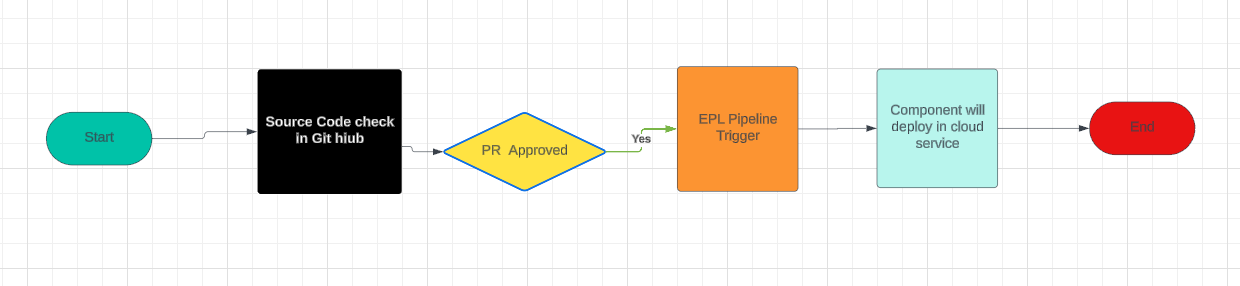 Start
Source Code check
in Git hiub
PR  Approved
Yes
EPL Pipeline
Trigger
Component will
deploy in cloud
service
End